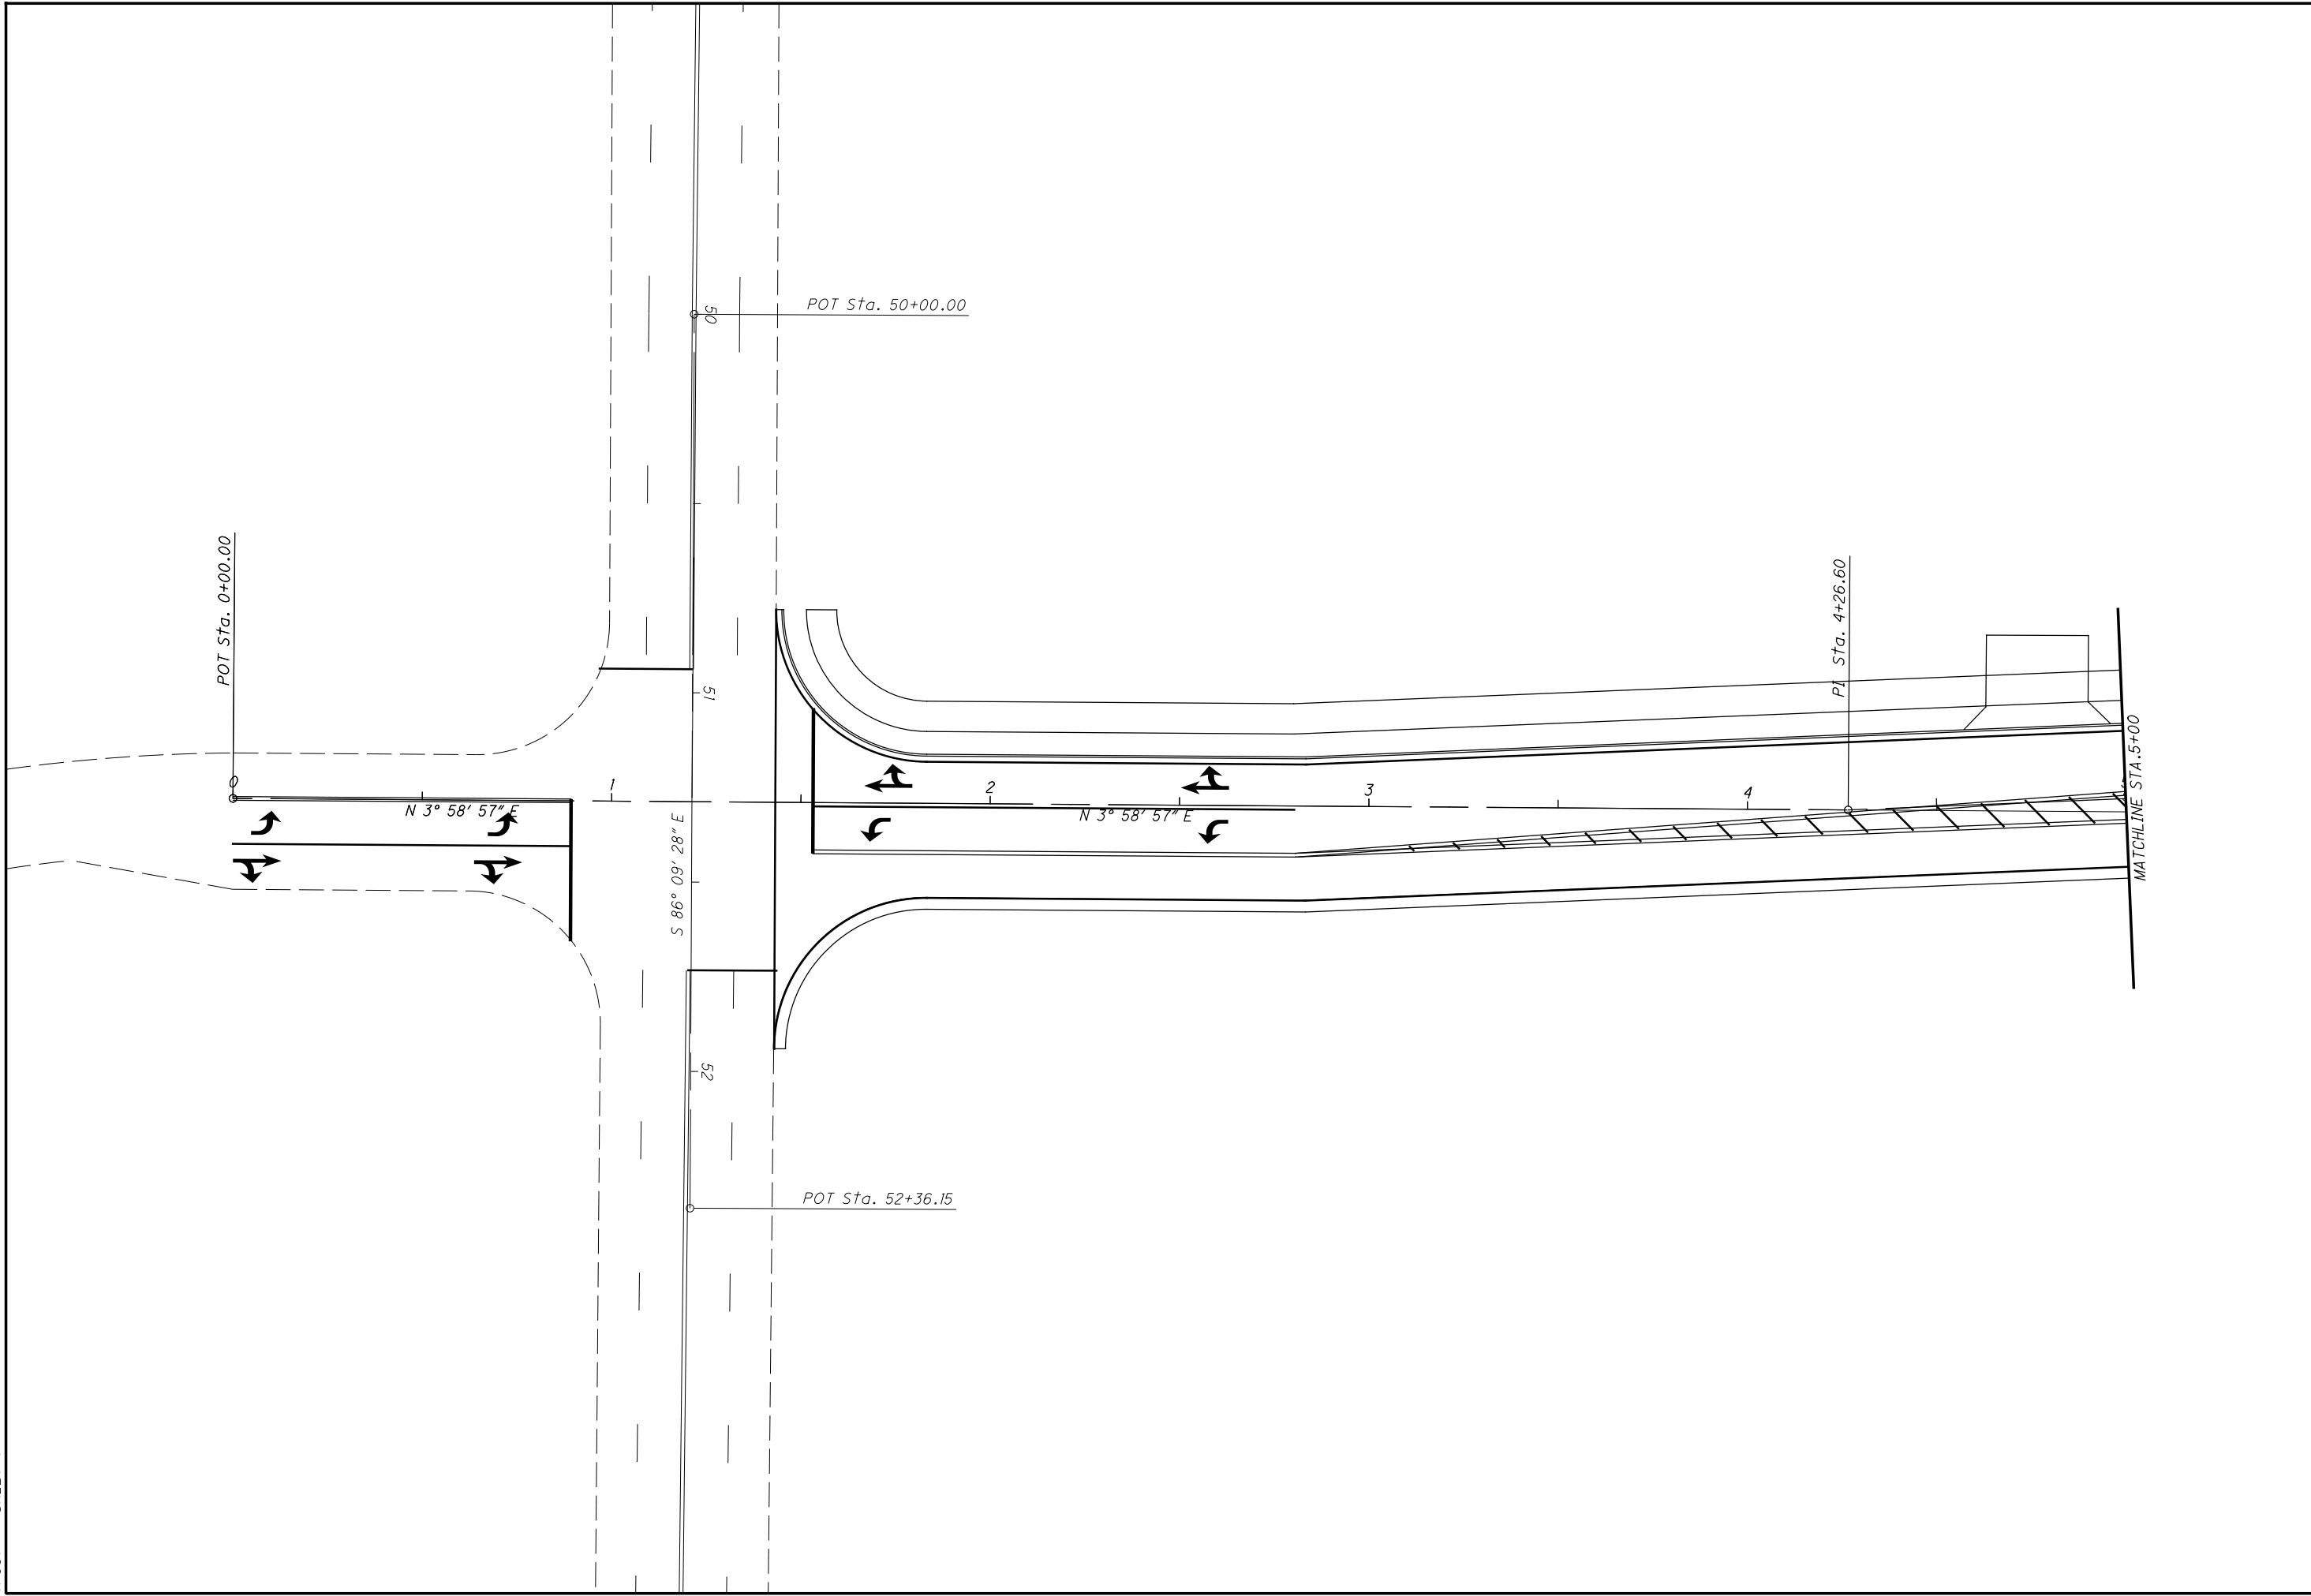 POT Sta. 50+00.00
50
POT Sta. 0+00.00
PI Sta. 4+26.60
51
0
1
2
3
4
N 3° 58' 57" E
N 3° 58' 57" E
MATCHLINE STA.5+00
S 86° 09' 28" E
52
POT Sta. 52+36.15